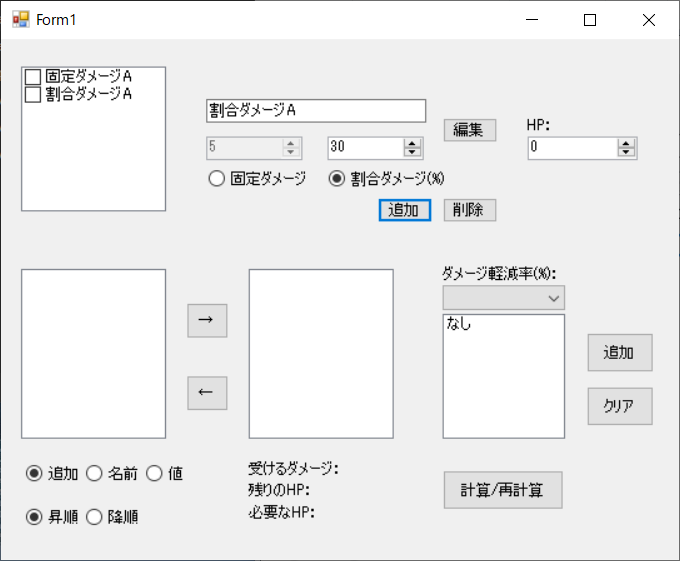 Form1
固定ダメージA
割合ダメージA
割合ダメージA
編集
HP:
5
30
0
固定ダメージ
割合ダメージ(%)
追加
削除
ダメージ軽減率(%):
なし
→
←
追加
クリア
追加 名前 値
昇順 降順
受けるダメージ:
残りのHP:
必要なHP:
計算/再計算